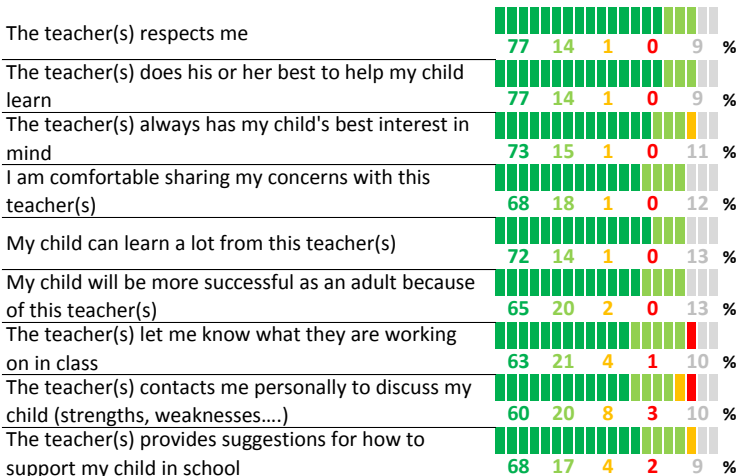 The teacher(s) respects me
77 14 1 0 9 %
The teacher(s) does his or her best to help my child
learn
77 14 1 0 9 %
The teacher(s) always has my child's best interest in
mind
73 15 1 0 11 %
I am comfortable sharing my concerns with this
teacher(s)
68 18 1 0 12 %
My child can learn a lot from this teacher(s)
72 14 1 0 13 %
My child will be more successful as an adult because
of this teacher(s)
65 20 2 0 13 %
The teacher(s) let me know what they are working
on in class
63 21 4 1 10 %
The teacher(s) contacts me personally to discuss my
child (strengths, weaknesses....)
60 20 8 3 10 %
The teacher(s) provides suggestions for how to
support my child in school
68 17 4 2 9 %